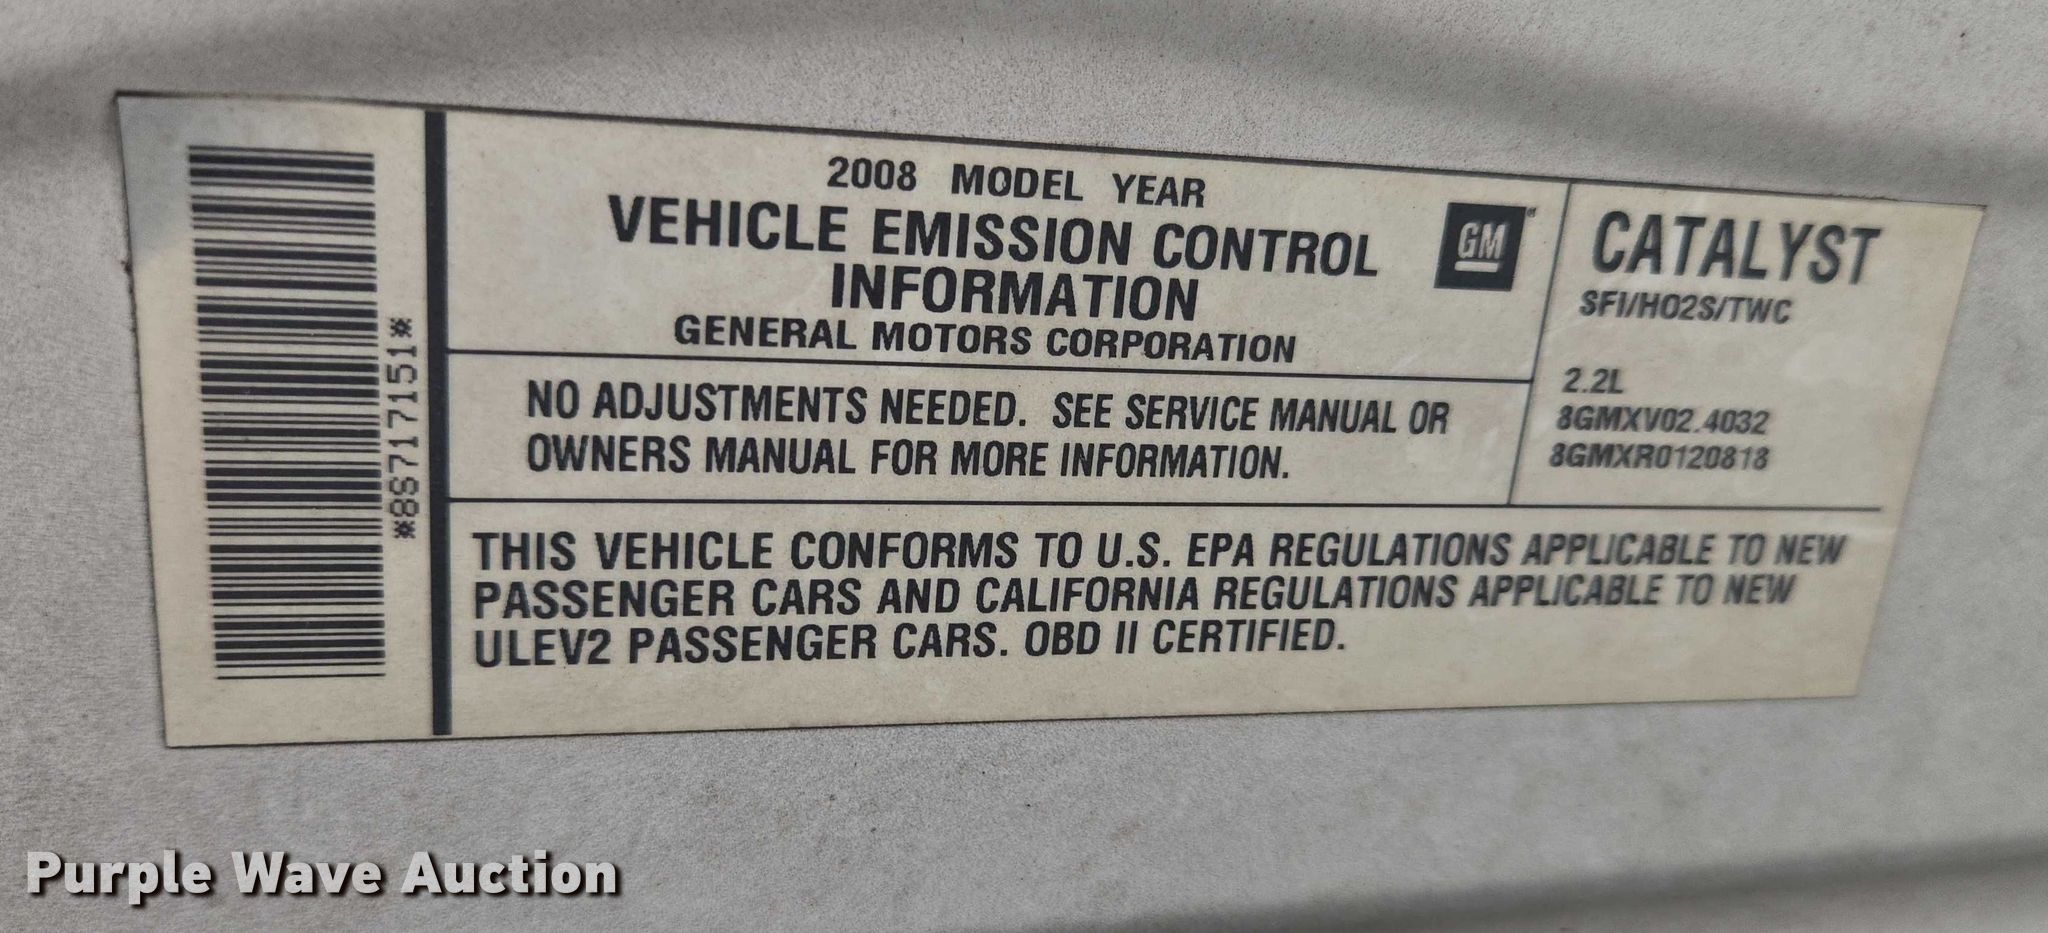 *8S717151*
2008 MODEL YEAR
VEHICLE EMISSION CONTROL
INFORMATION
GENERAL MOTORS CORPORATION
GM
CATALYST
SFI/HO2S/TWC
2.2L
8GMXV02.4032
8GMXR0120818
NO ADJUSTMENTS NEEDED. SEE SERVICE MANUAL OR
OWNERS MANUAL FOR MORE INFORMATION.
THIS VEHICLE CONFORMS TO U.S. EPA REGULATIONS APPLICABLE TO NEW
PASSENGER CARS AND CALIFORNIA REGULATIONS APPLICABLE TO NEW
ULEV2 PASSENGER CARS. OBD II CERTIFIED.
Purple Wave Auction